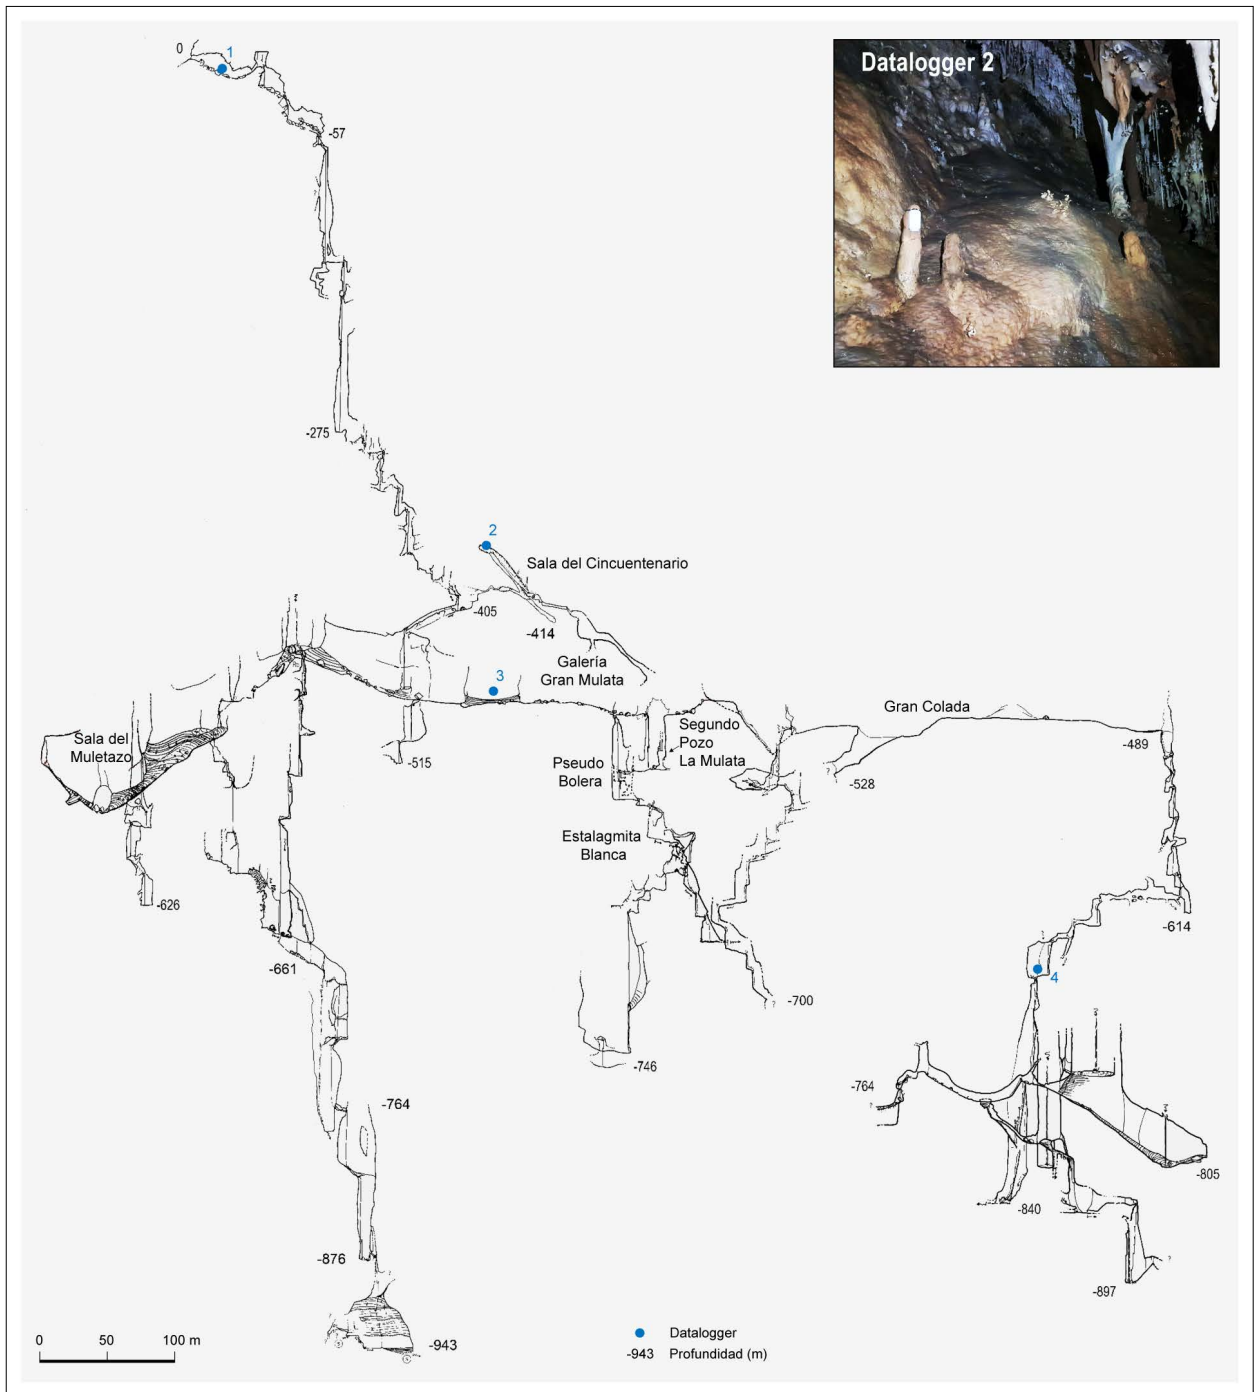 0
1
Datalogger 2
-57
-275
2
Sala del Cincuentenario
-405
-414
Galería
Gran Mulata
3
Gran Colada
Segundo
Pozo
La Mulata
Sala del
Muletazo
-489
-515
Pseudo
Bolera
? -528
Estalagmita
Blanca
-626
-614
-661
4
-700
?
-746
-764
-764
-805
-840
-876
-897
?
-943
0 50 100 m
Datalogger
-943 Profundidad (m)